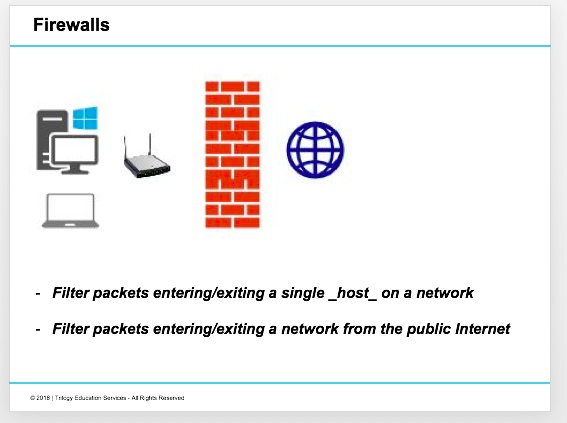 Firewalls
- Filter packets entering/exiting a single _host_ on a network
- Filter packets entering/exiting a network from the public Internet
© 2018 | Trilogy Education Services - All Rights Reserved